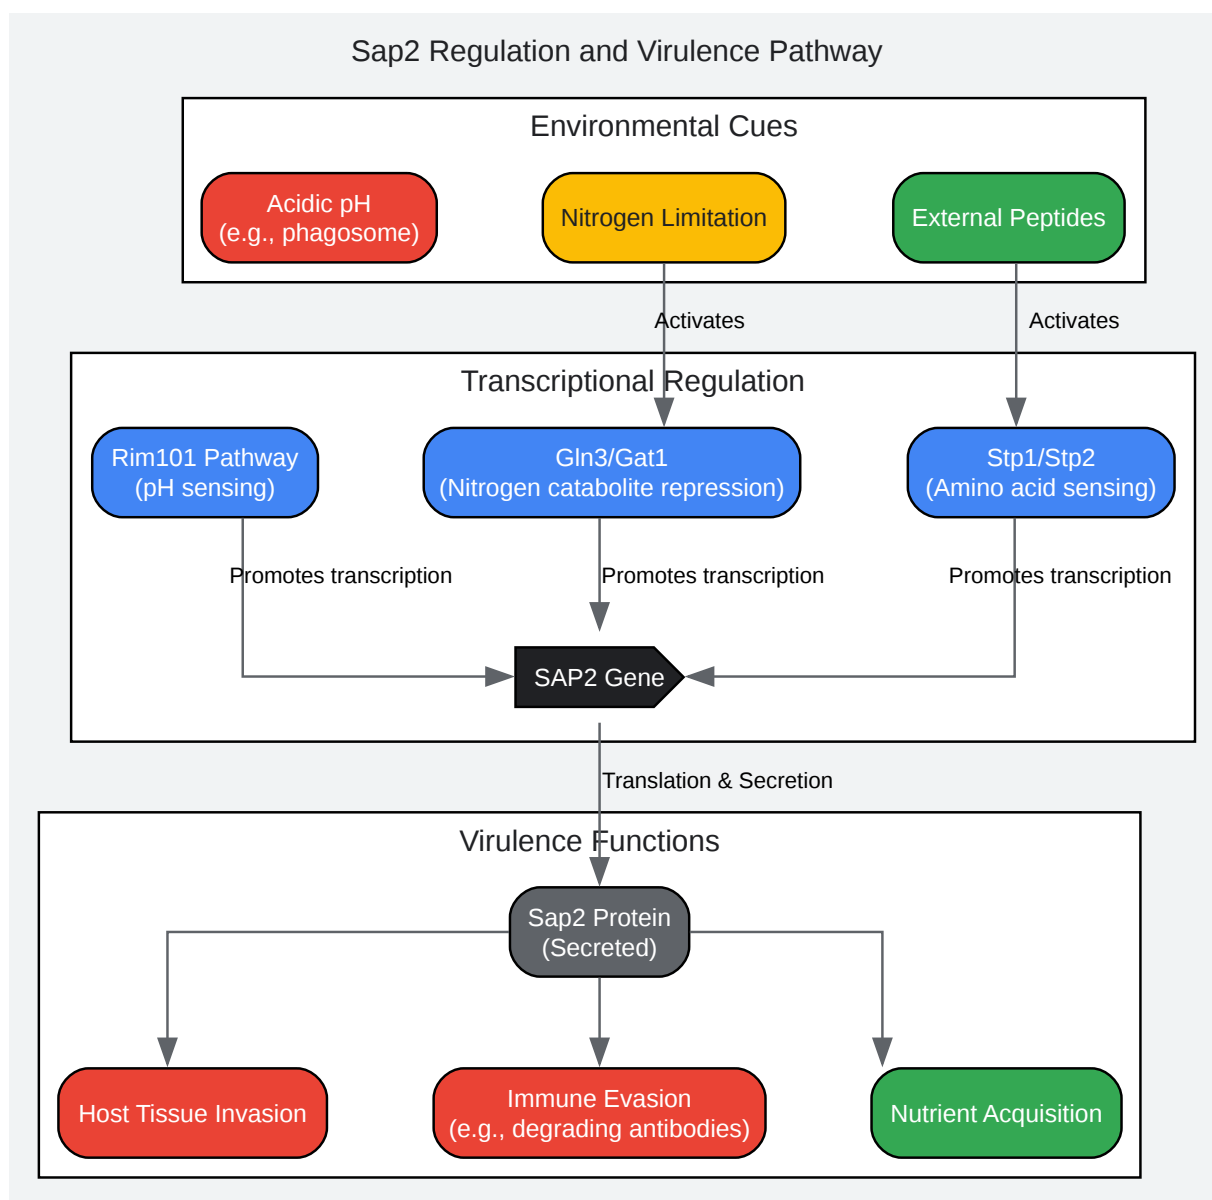 Sap2 Regulation and Virulence Pathway
Environmental Cues
Acidic pH
(e.g., phagosome)
Nitrogen Limitation
External Peptides
Activates
Activates
Transcriptional Regulation
Rim101 Pathway
(pH sensing)
Gln3/Gat1
(Nitrogen catabolite repression)
Stp1/Stp2
(Amino acid sensing)
Promotes transcription
Promotes transcription
Promotes transcription
SAP2 Gene
Translation & Secretion
Virulence Functions
Sap2 Protein
(Secreted)
Host Tissue Invasion
Immune Evasion
(e.g., degrading antibodies)
Nutrient Acquisition